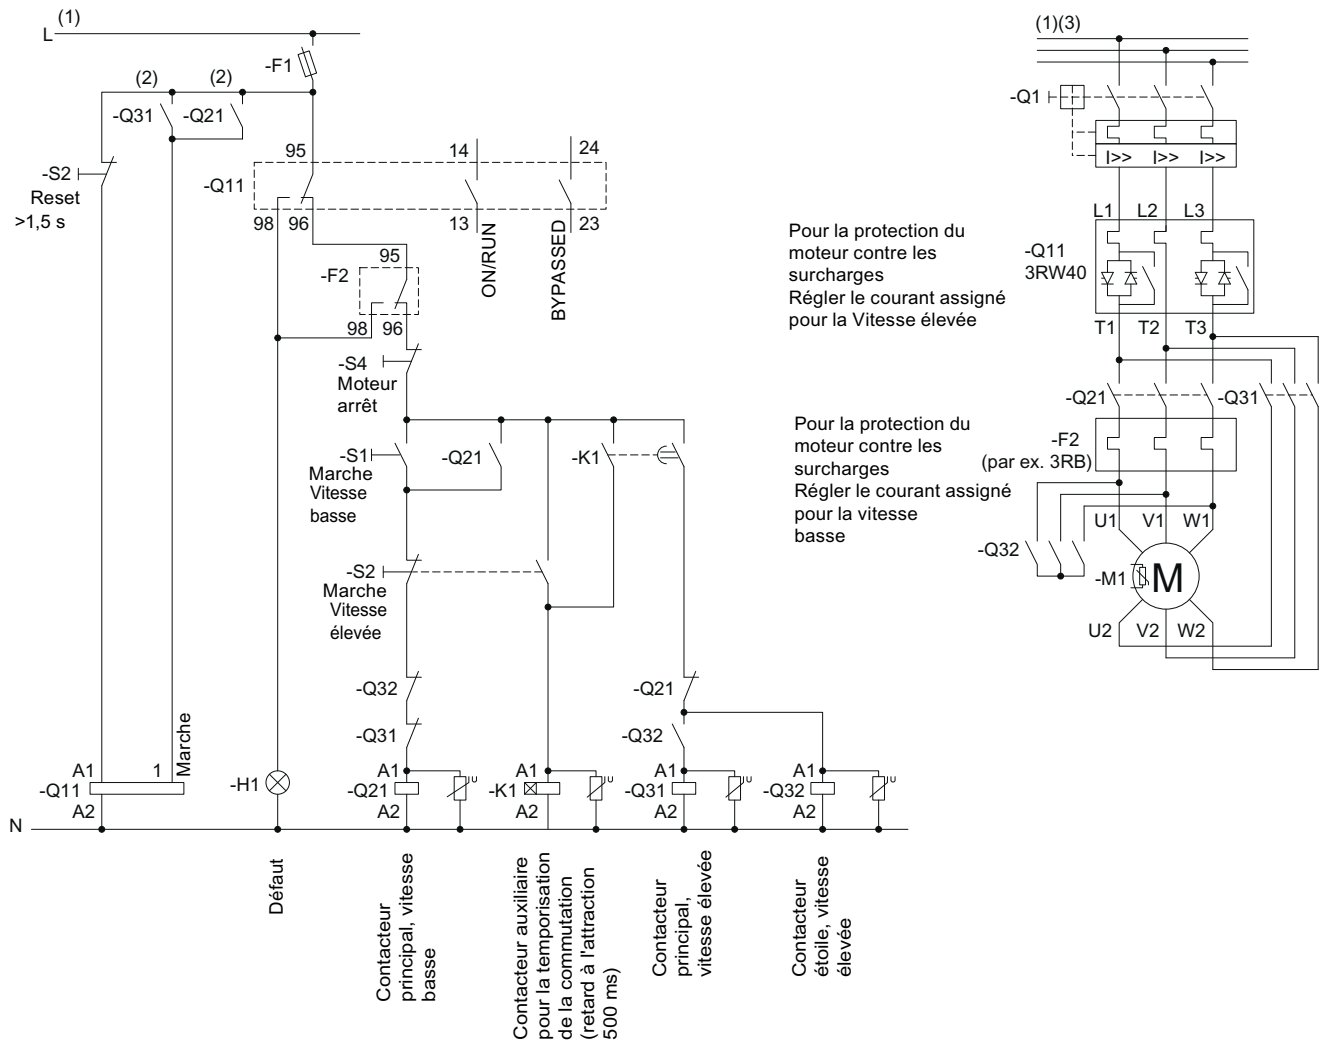 L (1)
-F1
(2) (2)
-Q31 -Q21
-S2
Reset
>1,5 s
95 14 24
-Q11
98 96 13 23
ON/RUN
BYPASSED
95
-F2
98 96
-S4
Moteur
arrêt
-S1
Marche
Vitesse
basse
-Q21
-K1
-S2
Marche
Vitesse
élevée
-Q32
-Q31
-Q21
-Q32
Marche
A1 1
-Q11
A2
-H1
A1
-Q21
A2
U
A1
-K1
A2
U
A1
-Q31
A2
U
A1
-Q32
A2
U
N
Défaut
Contacteur
principal, vitesse
basse
Contacteur auxiliaire
pour la temporisation
de la commutation
(retard à l'attraction
500 ms)
Contacteur
principal,
vitesse élevée
Contacteur
étoile, vitesse
élevée
Pour la protection du
moteur contre les
surcharges
Régler le courant assigné
pour la Vitesse élevée
Pour la protection du
moteur contre les
surcharges
Régler le courant assigné
pour la vitesse
basse
(1)(3)
-Q1
I>> I>> I>>
L1 L2 L3
-Q11
3RW40
T1 T2 T3
-Q21 -Q31
-F2
(par ex. 3RB)
U1 V1 W1
-Q32
-M1 M
U2 V2 W2